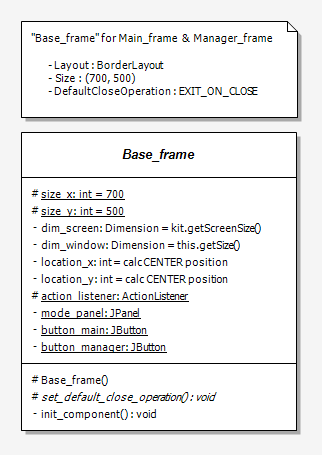 "Base_frame" for Main_frame & Manager_frame
- Layout : BorderLayout
- Size : (700, 500)
- DefaultCloseOperation : EXIT_ON_CLOSE
Base_frame
# size_x: int = 700
# size_y: int = 500
- dim_screen: Dimension = kit.getScreenSize()
- dim_window: Dimension = this.getSize()
- location_x: int = calc CENTER position
- location_y: int = calc CENTER position
# action_listener: ActionListener
- mode_panel: JPanel
- button_main: JButton
- button_manager: JButton
# Base_frame()
# set_default_close_operation() : void
- init_component() : void